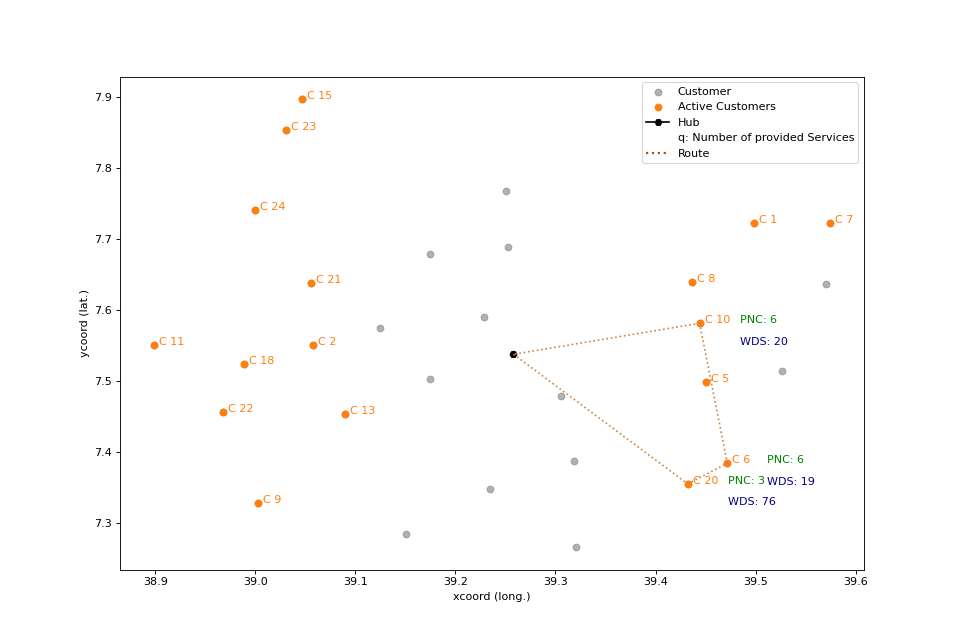 7.9
7.8
7.7
7.6
7.5
7.4
7.3
ycoord (lat.)
38.9
39.0
39.1
39.2
39.3
39.4
39.5
39.6
xcoord (long.)
Customer
Active Customers
Hub
q: Number of provided Services
Route
C 15
C 23
C 24
C 1
C 7
C 21
C 8
C 10
PNC: 6
WDS: 20
C 11
C 2
C 18
C 5
C 22
C 13
C 6
PNC: 6
WDS: 19
C 20
PNC: 3
WDS: 76
C 9